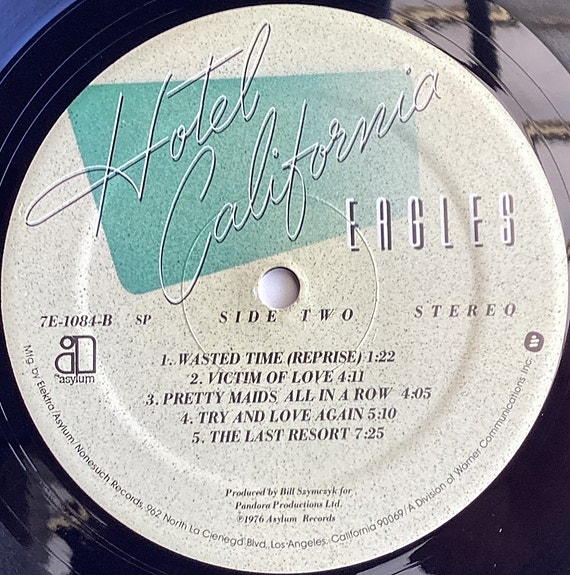 Hotel
California
EAGLES
7E-1084-B SP SIDE TWO STEREO
asylum
1. WASTED TIME (REPRISE) 1:22
2. VICTIM OF LOVE 4:11
3. PRETTY MAIDS ALL IN A ROW 4:05
4. TRY AND LOVE AGAIN 5:10
5. THE LAST RESORT 7:25
Produced by Bill Szymczyk for
Pandora Productions Ltd.
℗1976 Asylum Records
Mfg. by Elektra/Asylum Nonesuch Records, 962 North La Cienega Blvd, Los Angeles, California 90069 / A Division of Warner Communications Inc.